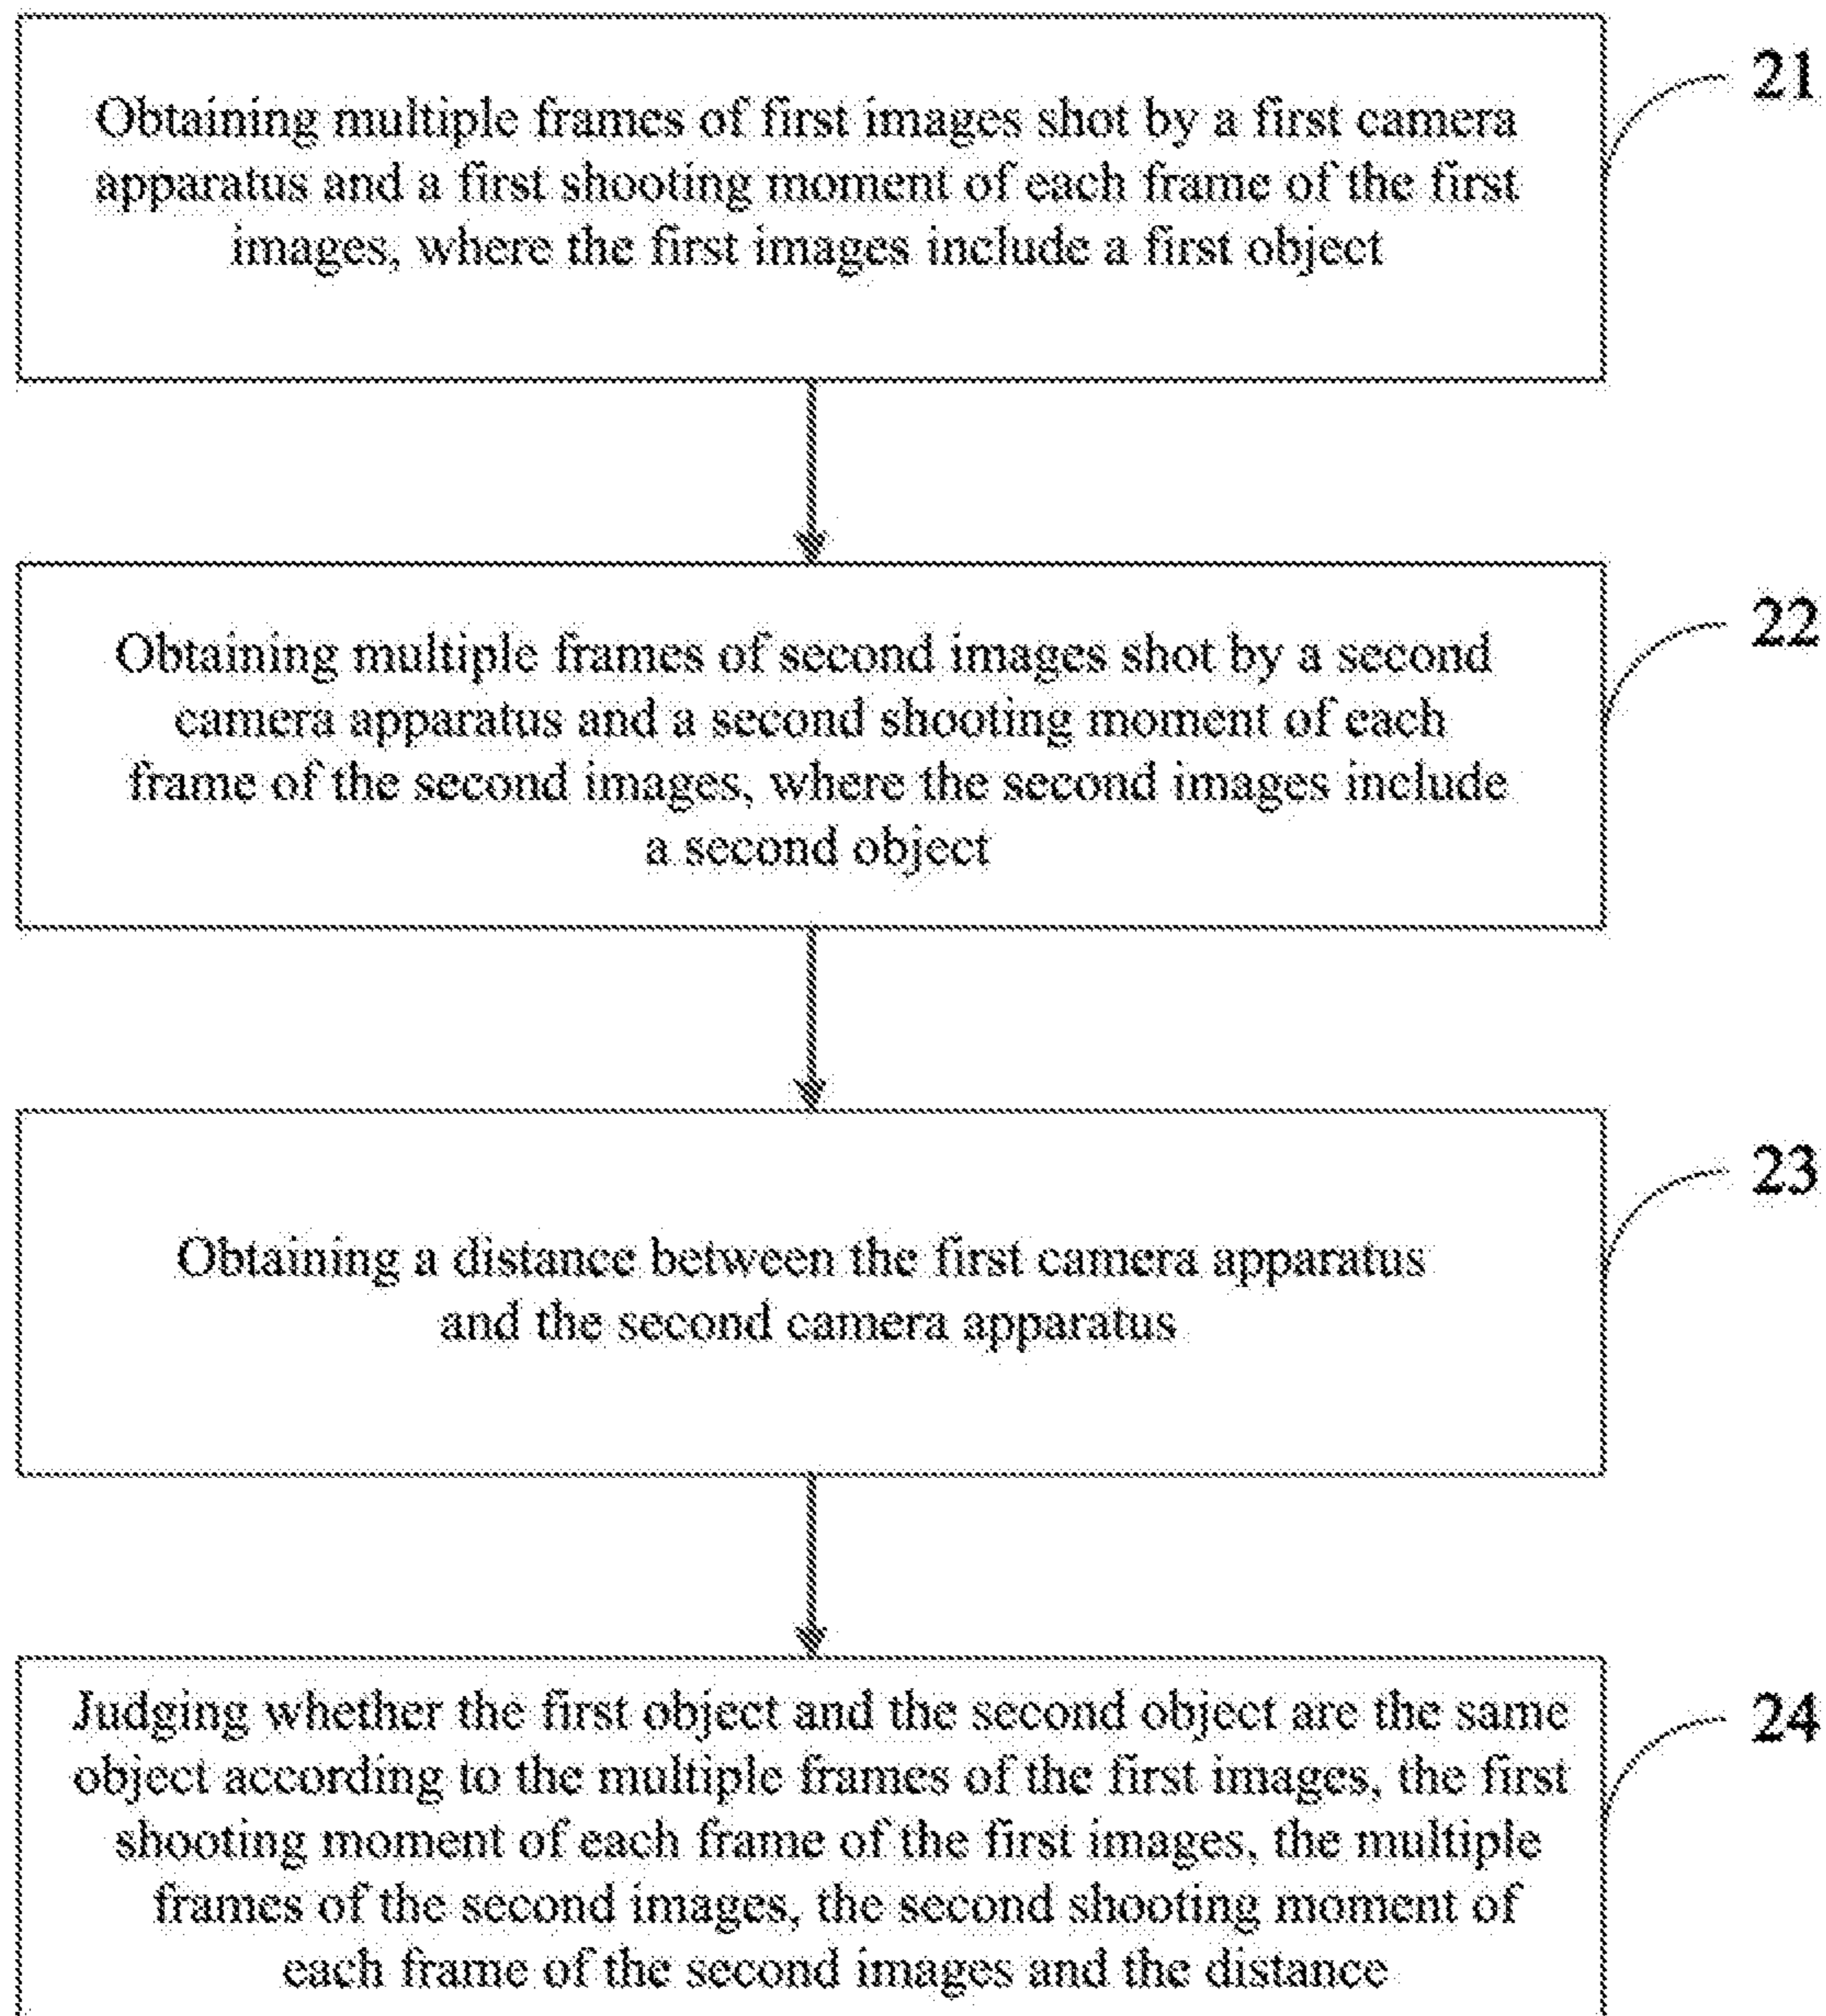 Obtaining multiple frames of first images shot by a first camera
apparatus and a first shooting moment of each frame of the first
images, where the first images include a first object
21
Obtaining multiple frames of second images shot by a second
camera apparatus and a second shooting moment of each
frame of the second images, where the second images include
a second object
22
Obtaining a distance between the first camera apparatus
and the second camera apparatus
23
Judging whether the first object and the second object are the same
object according to the multiple frames of the first images, the first
shooting moment of each frame of the first images, the multiple
frames of the second images, the second shooting moment of
each frame of the second images and the distance
24